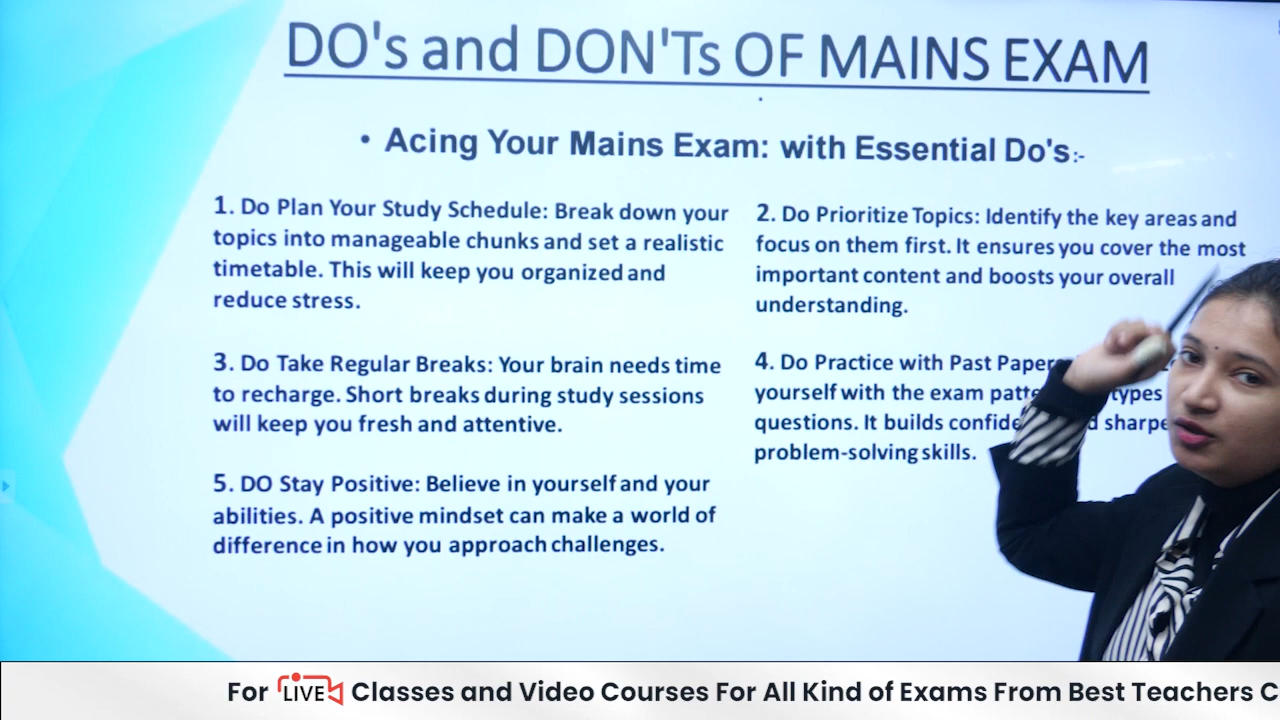 DO's and DON'Ts OF MAINS EXAM
• Acing Your Mains Exam: with Essential Do's:-
1. Do Plan Your Study Schedule: Break down your
topics into manageable chunks and set a realistic
timetable. This will keep you organized and
reduce stress.
2. Do Prioritize Topics: Identify the key areas and
focus on them first. It ensures you cover the most
important content and boosts your overall
understanding.
3. Do Take Regular Breaks: Your brain needs time
to recharge. Short breaks during study sessions
will keep you fresh and attentive.
4. Do Practice with Past
yourself with the exam types
questions. It builds
problem-solving skills.
5. DO Stay Positive: Believe in yourself and your
abilities. A positive mindset can make a world of
difference in how you approach challenges.
For LIVE Classes and Video Courses For All Kind of Exams From Best Teachers C